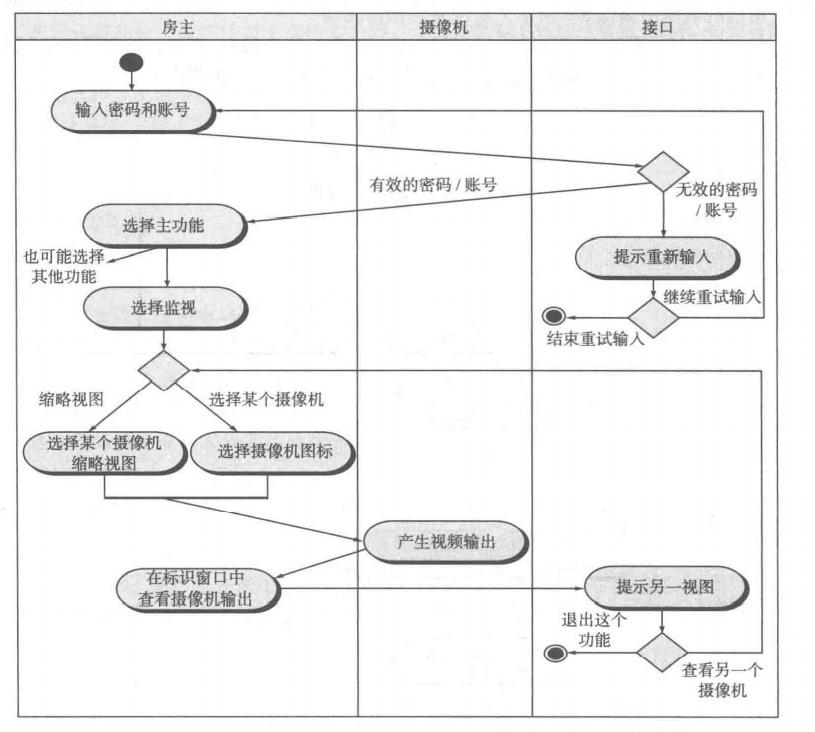 房主
摄像机
接口
输入密码和账号
有效的密码 / 账号
无效的密码
/ 账号
选择主功能
也可能选择
其他功能
提示重新输入
选择监视
继续重试输入
结束重试输入
缩略视图
选择某个摄像机
选择某个摄像机
缩略视图
选择摄像机图标
产生视频输出
在标识窗口中
查看摄像机输出
提示另一视图
退出这个
功能
查看另一个
摄像机